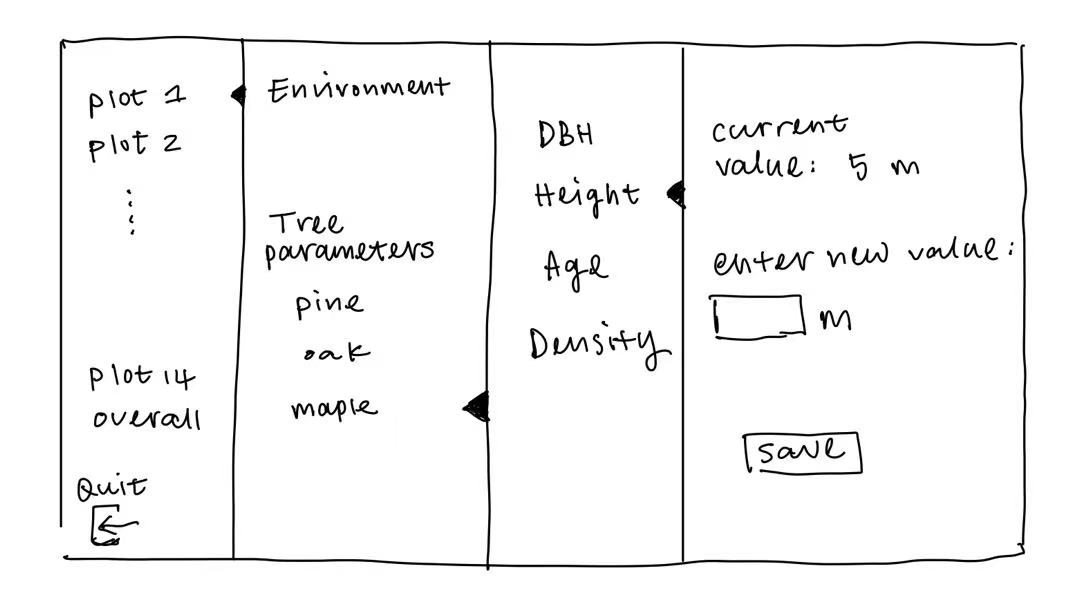 plot 1
plot 2
plot 14
overall
Quit
Environment
Tree
parameters
pine
oak
maple
DBH
Height
Age
Density
current
value: 5 m
enter new value:
m
save